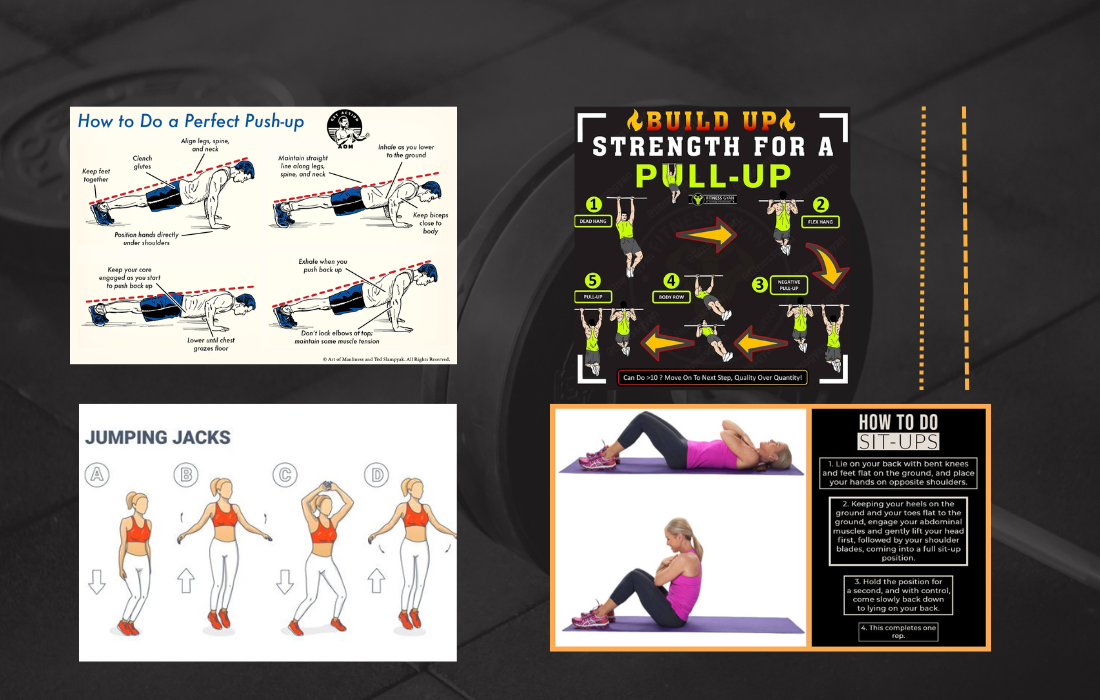 How to Do a Perfect Push-up
GET ACTION
AOM
Align legs, spine,
and neck
Clench
glutes
Keep feet
together
Position hands directly
under shoulders
Inhale as you lower
to the ground
Maintain straight
line along legs,
spine, and neck
Keep biceps
close to
body
Keep your core
engaged as you start
to push back up
Lower until chest
grazes floor
Exhale when you
push back up
Don't lock elbows at top;
maintain some muscle tension
© Art of Manliness and Ted Slampyak. All Rights Reserved.
BUILD UP
STRENGTH FOR A
PULL-UP
FITNESS
1
DEAD HANG
2
FLEX HANG
3
NEGATIVE
PULL-UP
4
BODY ROW
5
PULL-UP
Can Do >10 ? Move On To Next Step, Quality Over Quantity!
JUMPING JACKS
A
B
C
D
HOW TO DO
SIT-UPS
1. Lie on your back with bent knees
and feet flat on the ground, and place
your hands on opposite shoulders.
2. Keeping your heels on the
ground and your toes flat to the
ground, engage your abdominal
muscles and gently lift your head
first, followed by your shoulder
blades, coming into a full sit-up
position.
3. Hold the position for
a second, and with control,
come slowly back down
to lying on your back.
4. This completes one
rep.